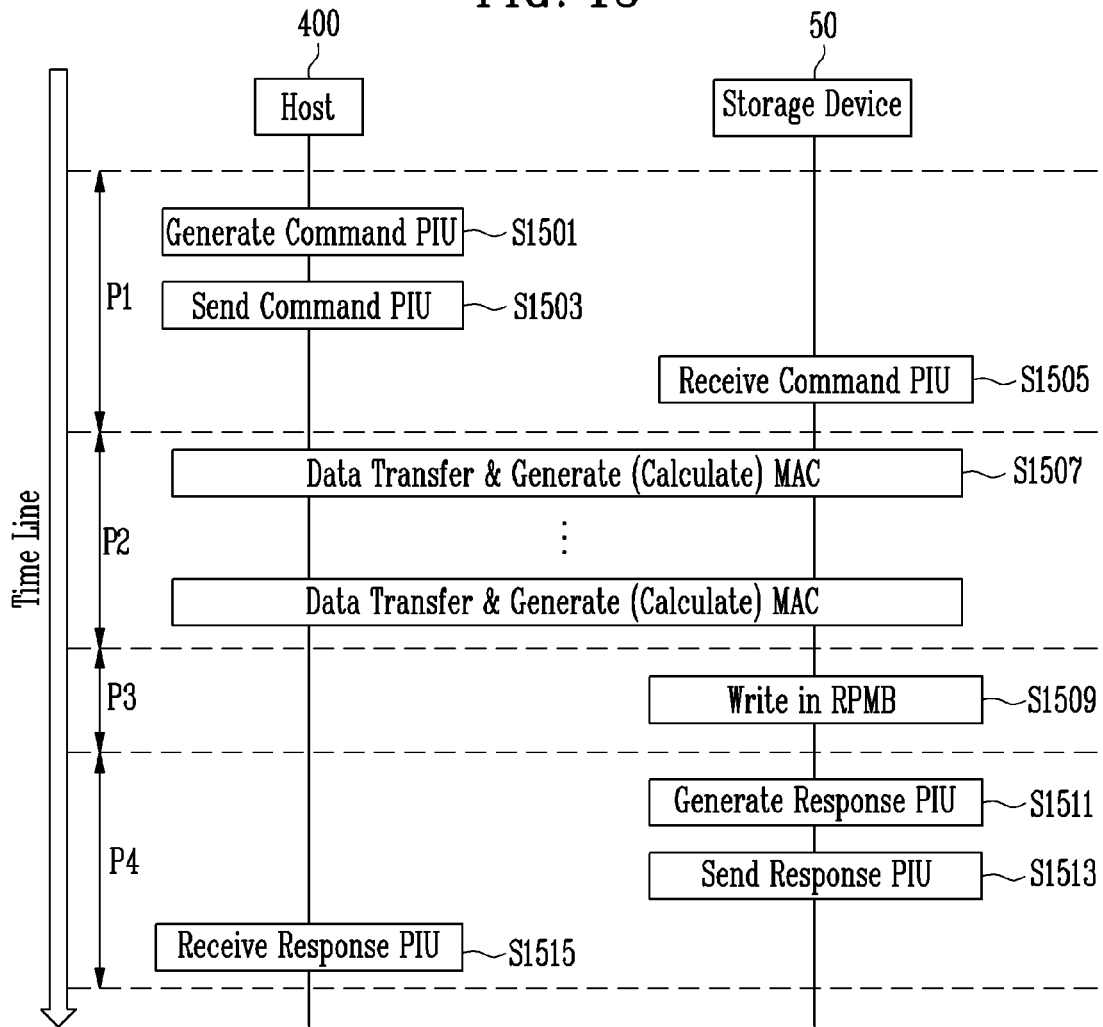 400
50
Host
Storage Device
Generate Command PIU
S1501
P1
Send Command PIU
S1503
Receive Command PIU
S1505
Data Transfer & Generate (Calculate) MAC
S1507
Time Line
P2
⋮
Data Transfer & Generate (Calculate) MAC
P3
Write in RPMB
S1509
Generate Response PIU
S1511
P4
Send Response PIU
S1513
Receive Response PIU
S1515